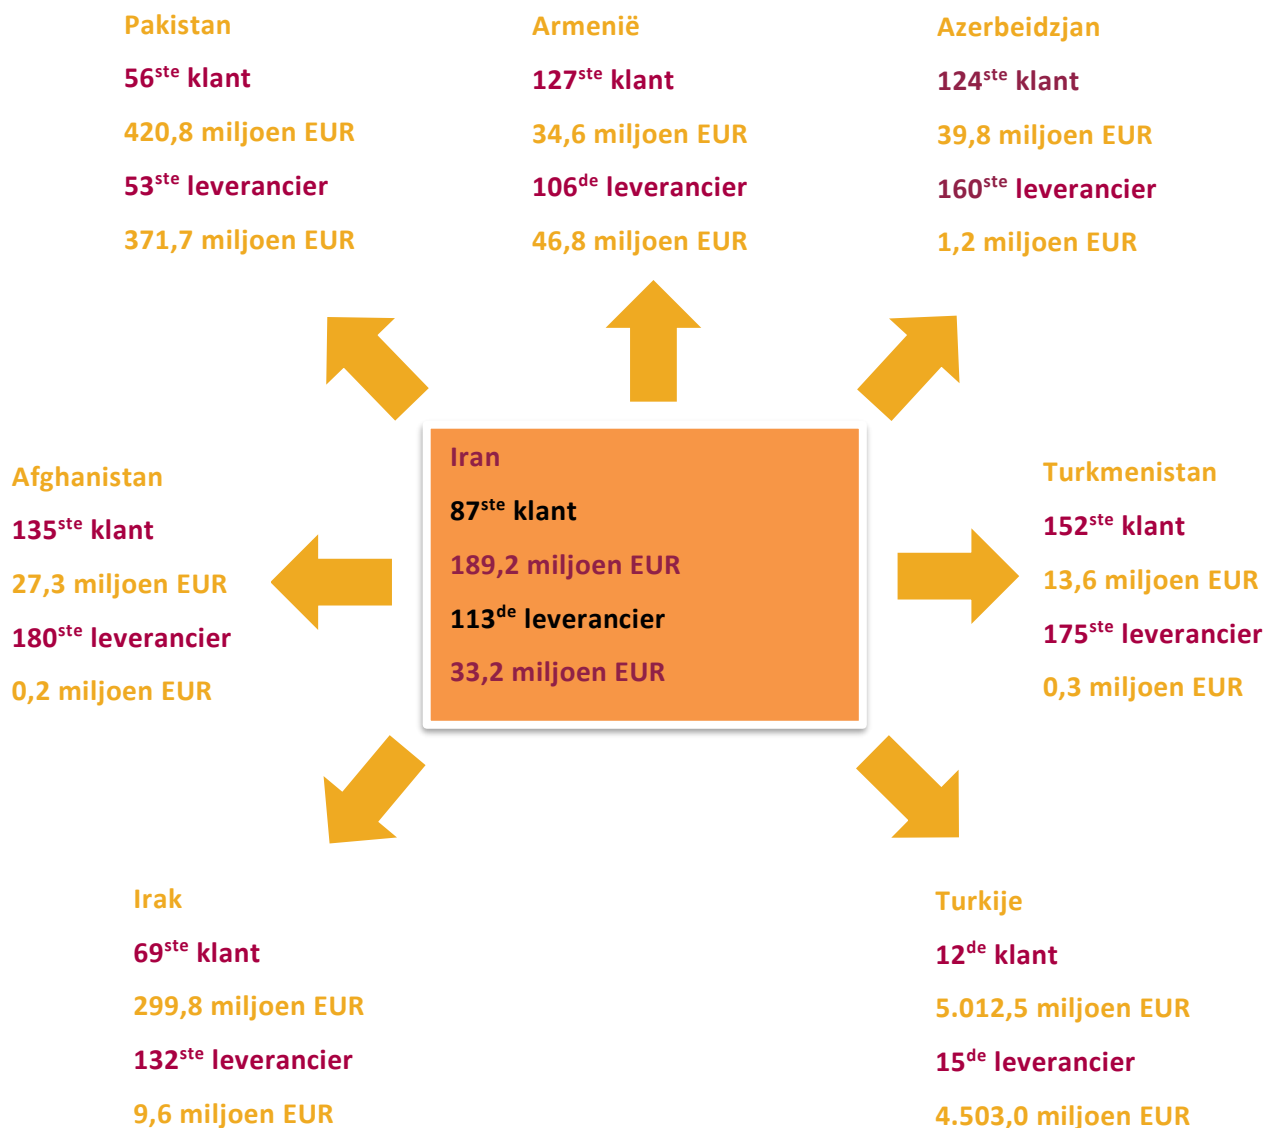 Pakistan
56ste klant
420,8 miljoen EUR
53ste leverancier
371,7 miljoen EUR
Armenië
127ste klant
34,6 miljoen EUR
106de leverancier
46,8 miljoen EUR
Azerbeidzjan
124ste klant
39,8 miljoen EUR
160ste leverancier
1,2 miljoen EUR
Afghanistan
135ste klant
27,3 miljoen EUR
180ste leverancier
0,2 miljoen EUR
Iran
87ste klant
189,2 miljoen EUR
113de leverancier
33,2 miljoen EUR
Turkmenistan
152ste klant
13,6 miljoen EUR
175ste leverancier
0,3 miljoen EUR
Irak
69ste klant
299,8 miljoen EUR
132ste leverancier
9,6 miljoen EUR
Turkije
12de klant
5.012,5 miljoen EUR
15de leverancier
4.503,0 miljoen EUR